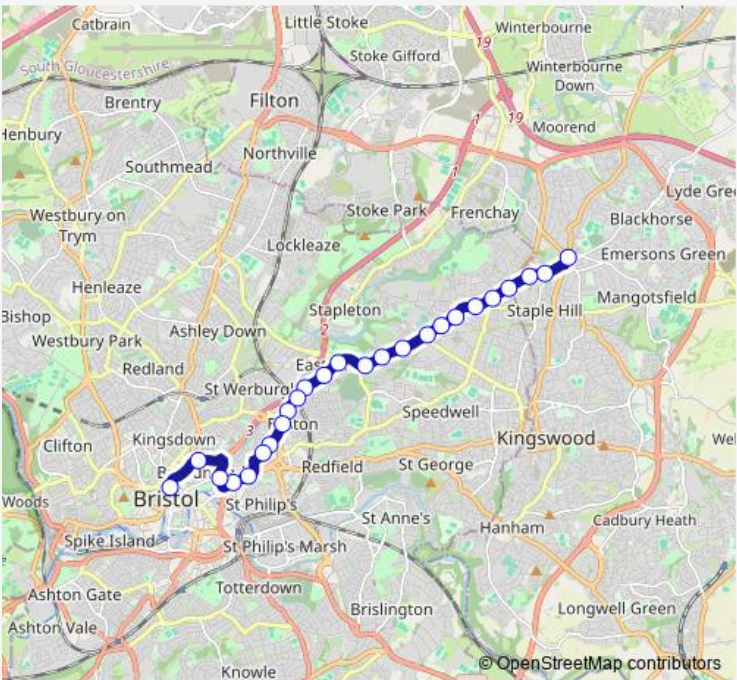 Catbrain
Little Stoke
Winterbourne
19
Stoke Gifford
South Gloucestershire
Winterbourne
Down
Brentry
Filton
1
19
Henbury
Moorend
Northville
Southmead
1
Lyde Gree
Westbury on
Trym
Stoke Park
Frenchay
Blackhorse
Lockleaze
Emersons Green
Henleaze
Mangotsfield
Bishop
Stapleton
Staple Hill
2
Ashley Down
Westbury Park
Redland
Eas
St Werburg
Speedwell
3
Kingsdown
Clifton
Kingswood
We
Redfield
St George
Bristol
Woods
St Philip's
St Anne's
Cadbury Heath
Hanham
Spike Island
St Philip's Marsh
Ashton Gate
Totterdown
Brislington
Longwell Green
Ashton Vale
Knowle
© OpenStreetMap contributors